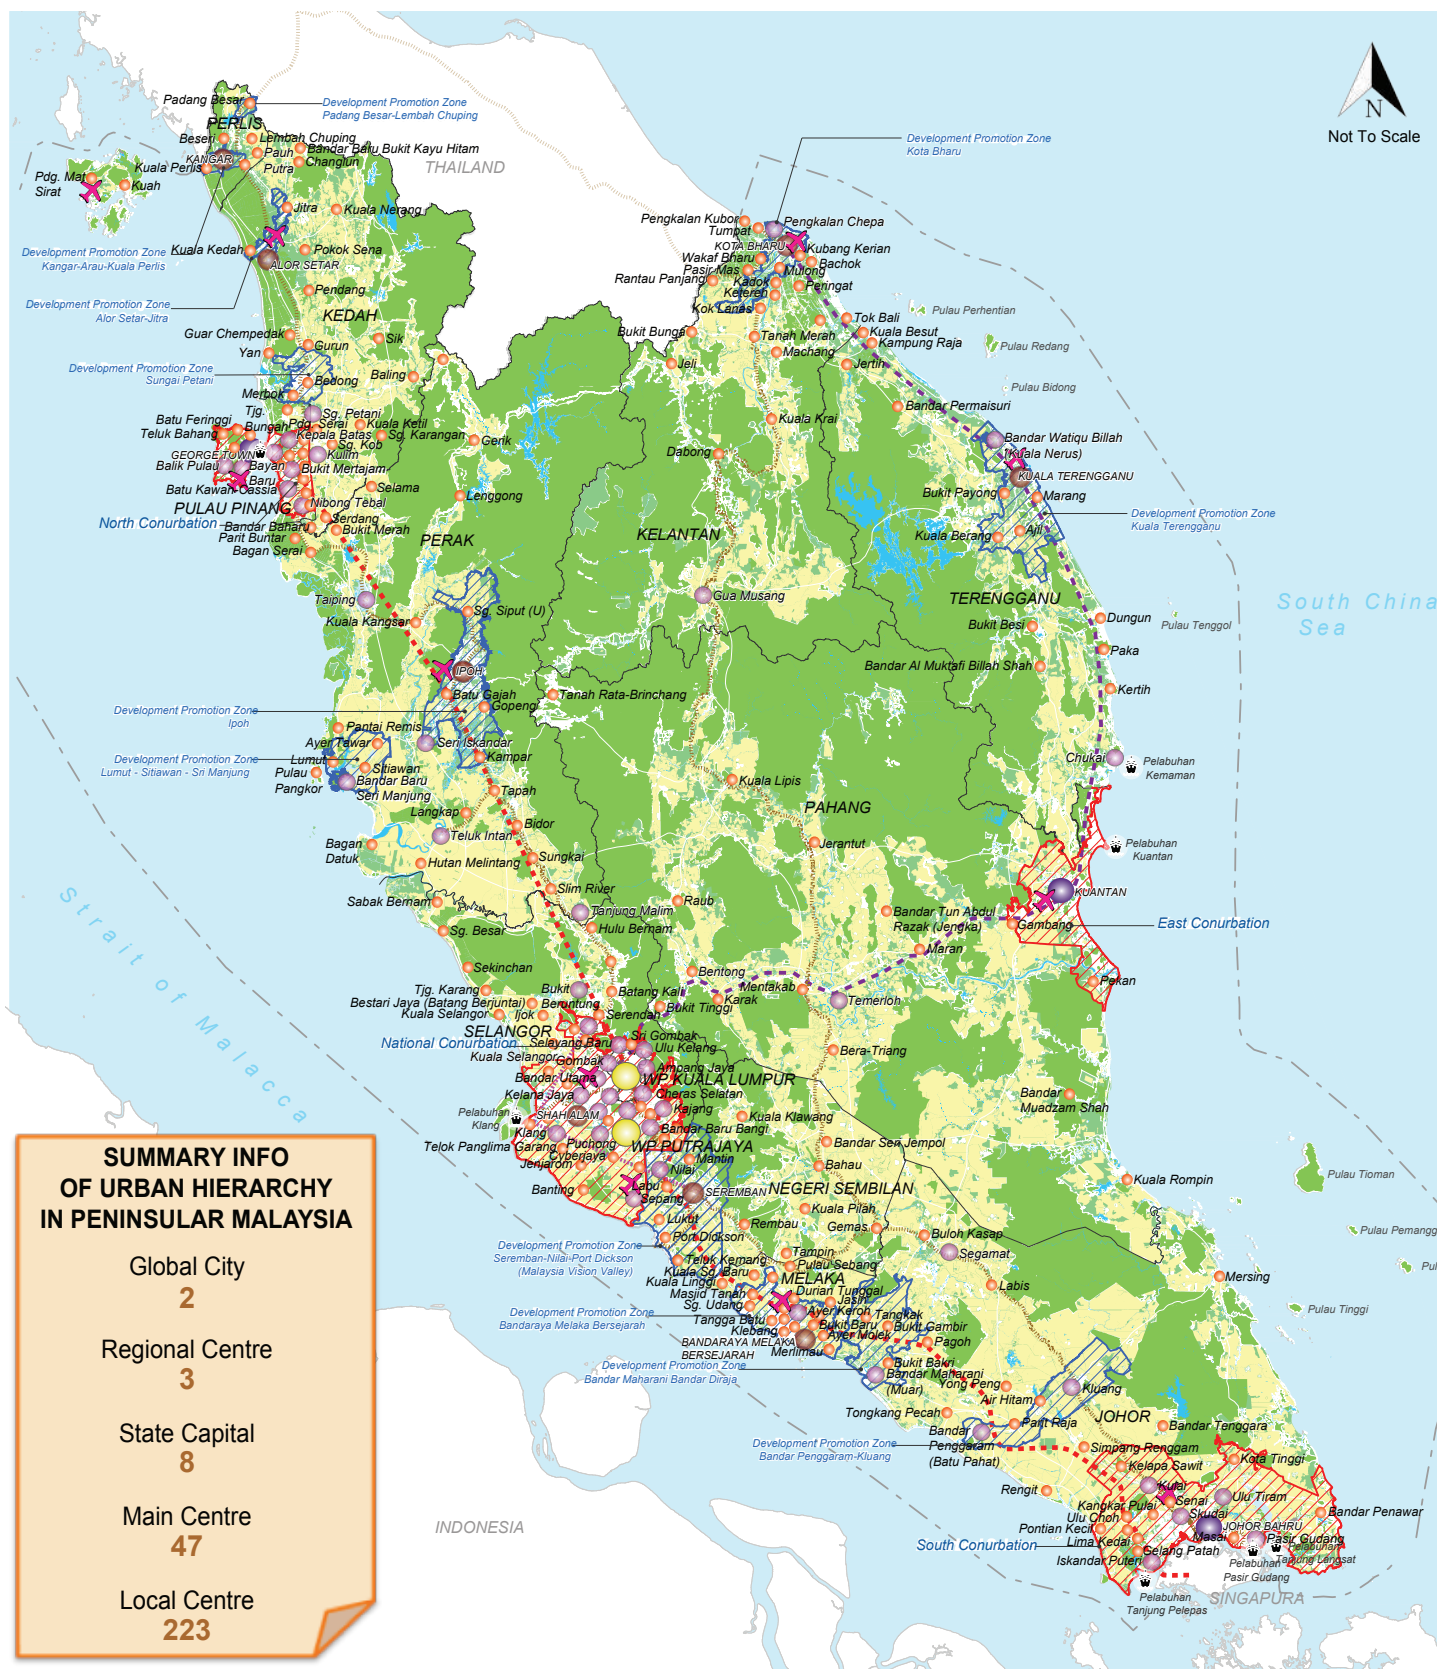 N
Not To Scale
Padang Besar
Development Promotion Zone
Padang Besar-Lembah Chuping
PERLIS
Beseri
Lembah Chuping
Bandar Baru Bukit Kayu Hitam
Pauh
KANGAR
Changlun
Kuala Perlis
Putra
THAILAND
Pdg. Mat
Sirat
Kuah
Jitra
Kuala Nerang
Development Promotion Zone
Kangar-Arau-Kuala Perlis
Kuala Kedah
Pokok Sena
ALOR SETAR
Development Promotion Zone
Alor Setar-Jitra
Pendang
KEDAH
Guar Chempedak
Sik
Yan
Gurun
Development Promotion Zone
Sungai Petani
Bedong
Baling
Merbok
Tjg.
Sg. Petani
Batu Feringgi
Bungah
Pdg. Serai
Kuala Ketil
Teluk Bahang
Kepala Batas
Sg. Karangan
Sg. Kob
Gerik
GEORGE TOWN
Kulim
Balik Pulau
Bayan
Bukit Mertajam
Baru
Batu Kawan-Cassia
Selama
Lenggong
PULAU PINANG
Nibong Tebal
Serdang
North Conurbation
Bandar Baharu
Bukit Merah
Parit Buntar
Bagan Serai
PERAK
Development Promotion Zone
Kota Bharu
Pengkalan Kubor
Pengkalan Chepa
Tumpat
KOTA BHARU
Kubang Kerian
Wakaf Bharu
Bachok
Pasir Mas
Mulong
Rantau Panjang
Kadok
Peringat
Ketereh
Kok Lanas
Tok Bali
Bukit Bunga
Tanah Merah
Kuala Besut
Kampung Raja
Machang
Jeli
Jertih
Pulau Perhentian
Pulau Redang
Pulau Bidong
Bandar Permaisuri
Kuala Krai
Dabong
Bandar Watiqu Billah
(Kuala Nerus)
KUALA TERENGGANU
Bukit Payong
Marang
Development Promotion Zone
Kuala Terengganu
Ajil
Kuala Berang
KELANTAN
Taiping
Kuala Kangsar
Sg. Siput (U)
Gua Musang
TERENGGANU
Bukit Besi
Dungun
Pulau Tenggol
South China
Sea
Paka
Bandar Al Muktafi Billah Shah
Kertih
IPOH
Batu Gajah
Tanah Rata-Brinchang
Gopeng
Development Promotion Zone
Ipoh
Pantai Remis
Ayer Tawar
Seri Iskandar
Development Promotion Zone
Lumut - Sitiawan - Sri Manjung
Lumut
Kampar
Sitiawan
Pulau
Pangkor
Bandar Baru
Seri Manjung
Tapah
Chukai
Pelabuhan
Kemaman
Kuala Lipis
Langkap
Bidor
PAHANG
Teluk Intan
Bagan
Datuk
Jerantut
Pelabuhan
Kuantan
Hutan Melintang
Sungkai
Slim River
KUANTAN
Sabak Bernam
Raub
Tanjung Malim
Bandar Tun Abdul
Razak (Jengka)
Gambang
East Conurbation
Sg. Besar
Hulu Bernam
Maran
Strait of Malacca
Sekinchan
Bentong
Pekan
Tjg. Karang
Bukit
Beruntung
Batang Kali
Mentakab
Karak
Temerloh
Bestari Jaya (Batang Berjuntai)
Bukit Tinggi
Kuala Selangor
Ijok
Serendah
SELANGOR
National Conurbation
Selayang Baru
Sri Gombak
Ulu Kelang
Kuala Selangor
Gombak
Bera-Triang
Ampang Jaya
Bandar Utama
WP KUALA LUMPUR
Kelana Jaya
Cheras Selatan
Bandar
Muadzam Shah
Pelabuhan
Klang
SHAH ALAM
Kajang
Kuala Klawang
Klang
Bandar Baru Bangi
Puchong
Bandar Seri Jempol
Telok Panglima Garang
WP PUTRAJAYA
Cyberjaya
Mantin
Jenjarom
Nilai
Bahau
Banting
Labu
SEREMBAN
NEGERI SEMBILAN
Kuala Rompin
Pulau Tioman
Sepang
Lukut
Kuala Pilah
Rembau
Gemas
Buloh Kasap
Pulau Pemangg
Port Dickson
Development Promotion Zone
Seremban-Nilai-Port Dickson
(Malaysia Vision Valley)
Tampin
Segamat
Teluk Kemang
Pulau Sebang
Kuala Sg. Baru
MELAKA
Mersing
Pul
Kuala Linggi
Labis
Masjid Tanah
Durian Tunggal
Sg. Udang
Jasin
Pulau Tinggi
Development Promotion Zone
Bandaraya Melaka Bersejarah
Ayer Keroh
Tangkak
Tangga Batu
Bukit Baru
Bukit Gambir
Klebang
Ayer Molek
Pagoh
BANDARAYA MELAKA
BERSEJARAH
Merlimau
Development Promotion Zone
Bandar Maharani Bandar Diraja
Bukit Bakri
Bandar Maharani
(Muar)
Yong Peng
Kluang
Air Hitam
Tongkang Pecah
Parit Raja
JOHOR
Bandar Tenggara
Bandar
Penggaram
(Batu Pahat)
Development Promotion Zone
Bandar Penggaram-Kluang
Simpang Renggam
Kota Tinggi
Kelapa Sawit
Rengit
Kulai
Ulu Tiram
Kangkar Pulai
Senai
Bandar Penawar
Ulu Choh
Skudai
Pontian Kecil
JOHOR BAHRU
Lima Kedai
Masai
Pasir Gudang
South Conurbation
Gelang Patah
Pelabuhan
Tanjung Langsat
Iskandar Puteri
Pelabuhan
Pasir Gudang
Pelabuhan
Tanjung Pelepas
SINGAPURA
INDONESIA
SUMMARY INFO
OF URBAN HIERARCHY
IN PENINSULAR MALAYSIA
Global City
2
Regional Centre
3
State Capital
8
Main Centre
47
Local Centre
223